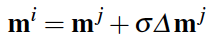 𝐦ⁱ = 𝐦ʲ + σΔ𝐦ʲ